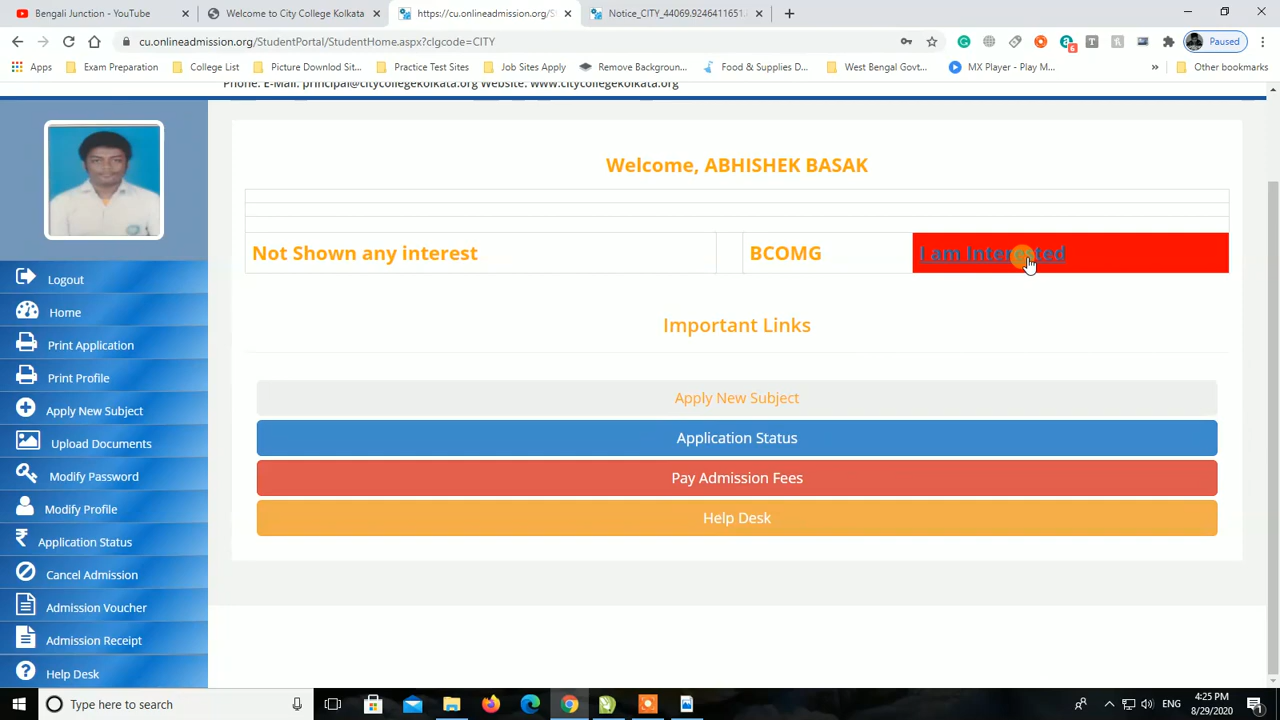 Bengali Junction - YouTube
Welcome to City College Kolkata
https://cu.onlineadmission.org/S
Notice_CITY_44069.9246411651.
cu.onlineadmission.org/StudentPortal/StudentHome.aspx?clgcode=CITY
6
T
Paused
Apps
Exam Preparation
College List
Picture Downlod Sit...
Practice Test Sites
Job Sites Apply
Remove Backgroun...
Food & Supplies D...
West Bengal Govt...
MX Player - Play M...
»
Other bookmarks
Phone: E-Mail: principal@citycollegekolkata.org Website: www.citycollegekolkata.org
Welcome, ABHISHEK BASAK
Not Shown any interest
BCOMG
I am Interested
Important Links
Apply New Subject
Application Status
Pay Admission Fees
Help Desk
Logout
Home
Print Application
Print Profile
Apply New Subject
Upload Documents
Modify Password
Modify Profile
Application Status
Cancel Admission
Admission Voucher
Admission Receipt
Help Desk
Type here to search
ENG
4:25 PM
8/29/2020
1